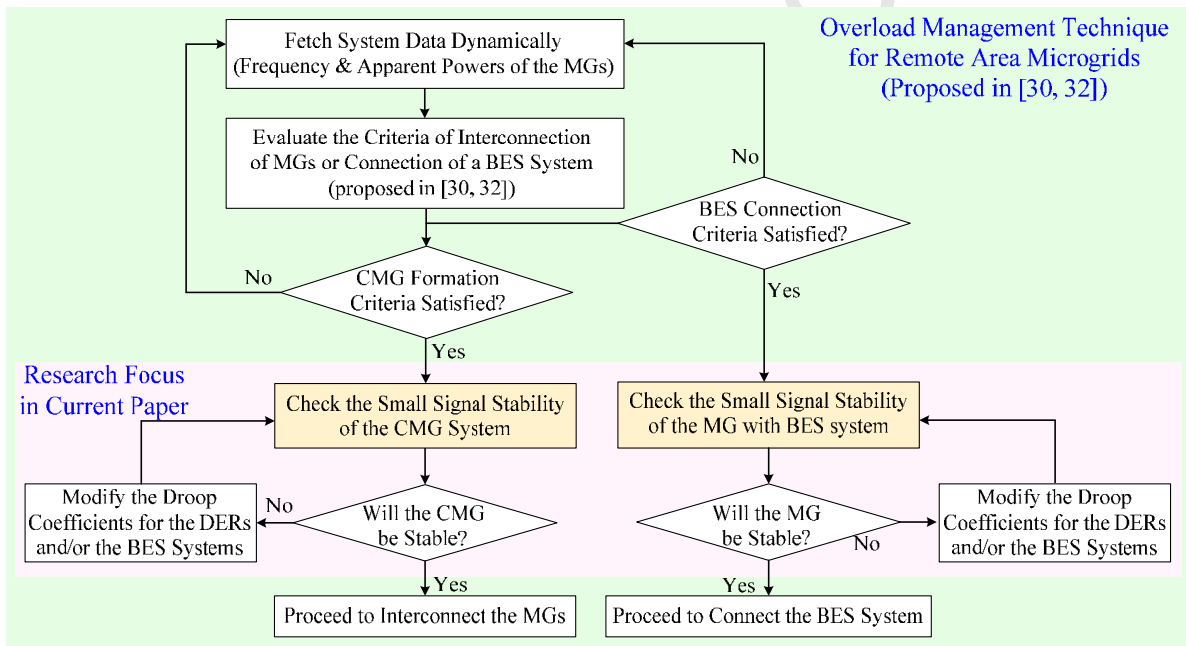 Overload Management Technique
for Remote Area Microgrids
(Proposed in [30, 32])
Fetch System Data Dynamically
(Frequency & Apparent Powers of the MGs)
Evaluate the Criteria of Interconnection
of MGs or Connection of a BES System
(proposed in [30, 32])
No
BES Connection
Criteria Satisfied?
No
CMG Formation
Criteria Satisfied?
Yes
Yes
Research Focus
in Current Paper
Check the Small Signal Stability
of the CMG System
Check the Small Signal Stability
of the MG with BES system
Modify the Droop
Coefficients for the DERs
and/or the BES Systems
No
Will the CMG
be Stable?
Will the MG
be Stable?
No
Modify the Droop
Coefficients for the DERs
and/or the BES Systems
Yes
Yes
Proceed to Interconnect the MGs
Proceed to Connect the BES System